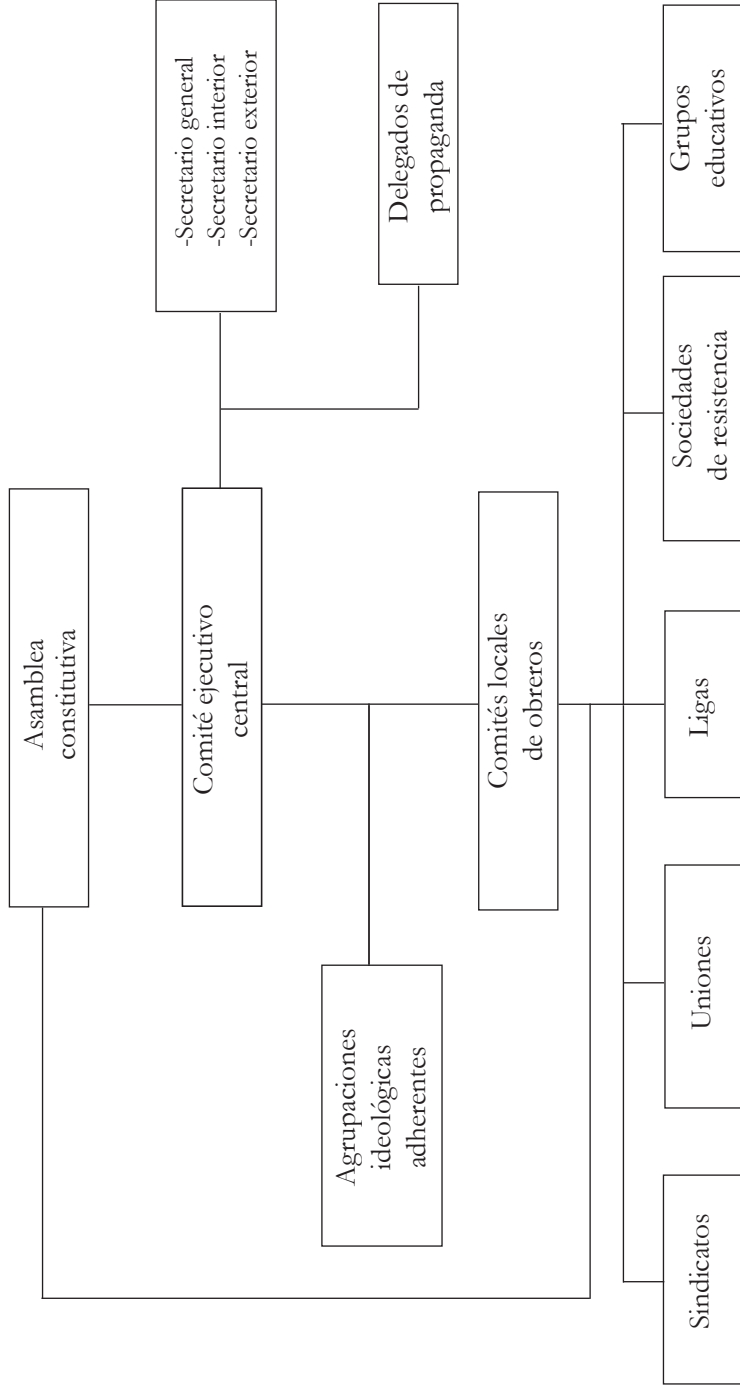 Asamblea
constitutiva
Comité ejecutivo
central
-Secretario general
-Secretario interior
-Secretario exterior
Delegados de
propaganda
Agrupaciones
ideológicas
adherentes
Comités locales
de obreros
Sindicatos
Uniones
Ligas
Sociedades
de resistencia
Grupos
educativos